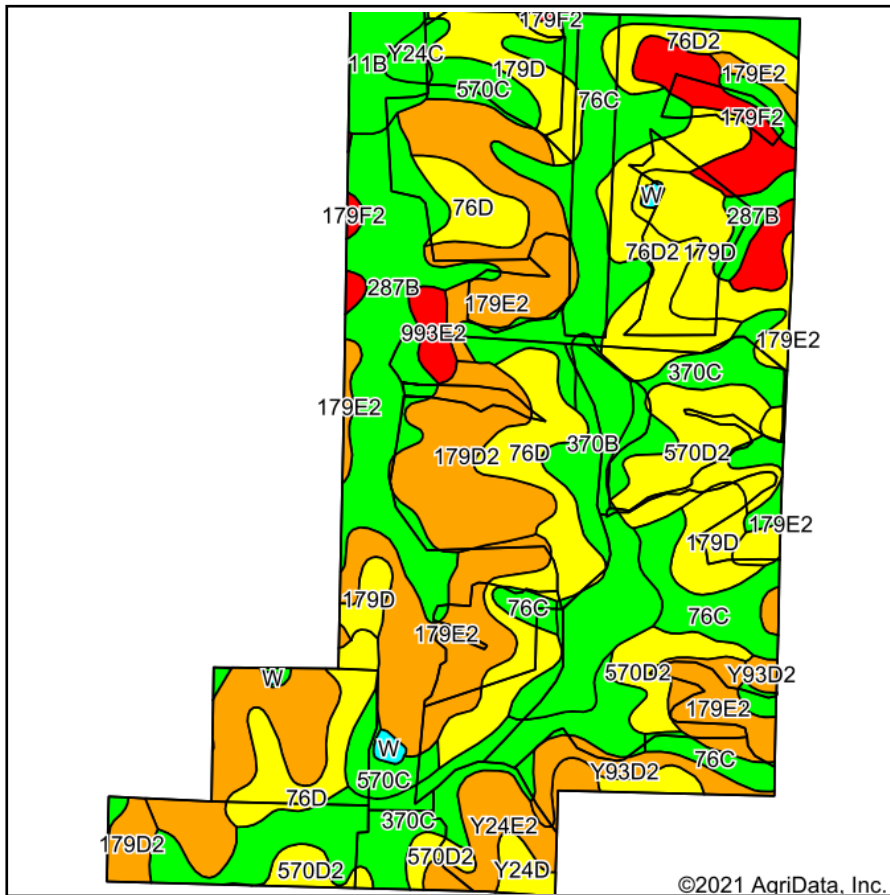 179F2
76D2
Y24C
11B
179D
179E2
570C
76C
179F2
W
76D
179F2
287B
76D2
179D
287B
179E2
993E2
179E2
370C
179E2
370B
76D
179D2
570D2
179E2
179D
179D
76C
76C
179E2
570D2
Y93D2
W
179E2
W
76C
Y93D2
570C
76D
370C
Y24E2
179D2
570D2
570D2
Y24D
©2021 AgriData, Inc.